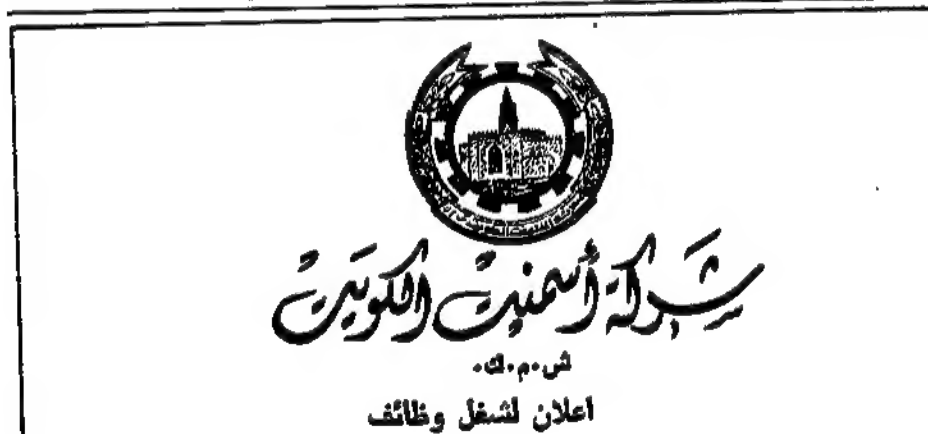 شركة أسمنت الكويت
ش.م.ك.
اعلان لشغل وظائف